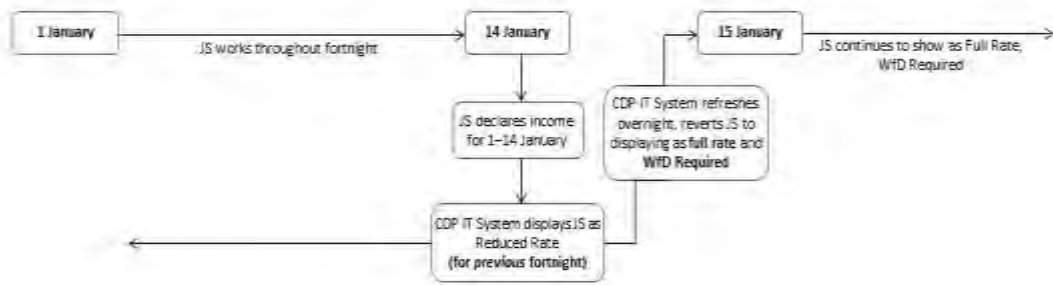 1 January
JS works throughout fortnight
14 January
JS declares income
for 1–14 January
CDP IT System displays JS as
Reduced Rate
(for previous fortnight)
CDP IT System refreshes
overnight, reverts JS to
displaying as full rate and
WfD Required
15 January
JS continues to show as Full Rate,
WfD Required